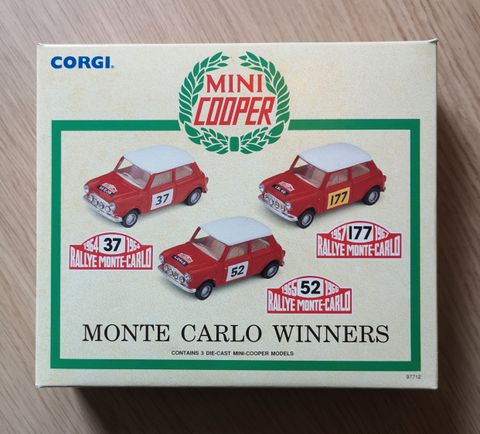 CORGI
MINI
COOPER
37
177
52
1964 37 1964
RALLYE MONTE-CARLO
1967 177 1967
RALLYE MONTE-CARLO
1965 52 1965
RALLYE MONTE-CARLO
MONTE CARLO WINNERS
CONTAINS 3 DIE-CAST MINI-COOPER MODELS
97712